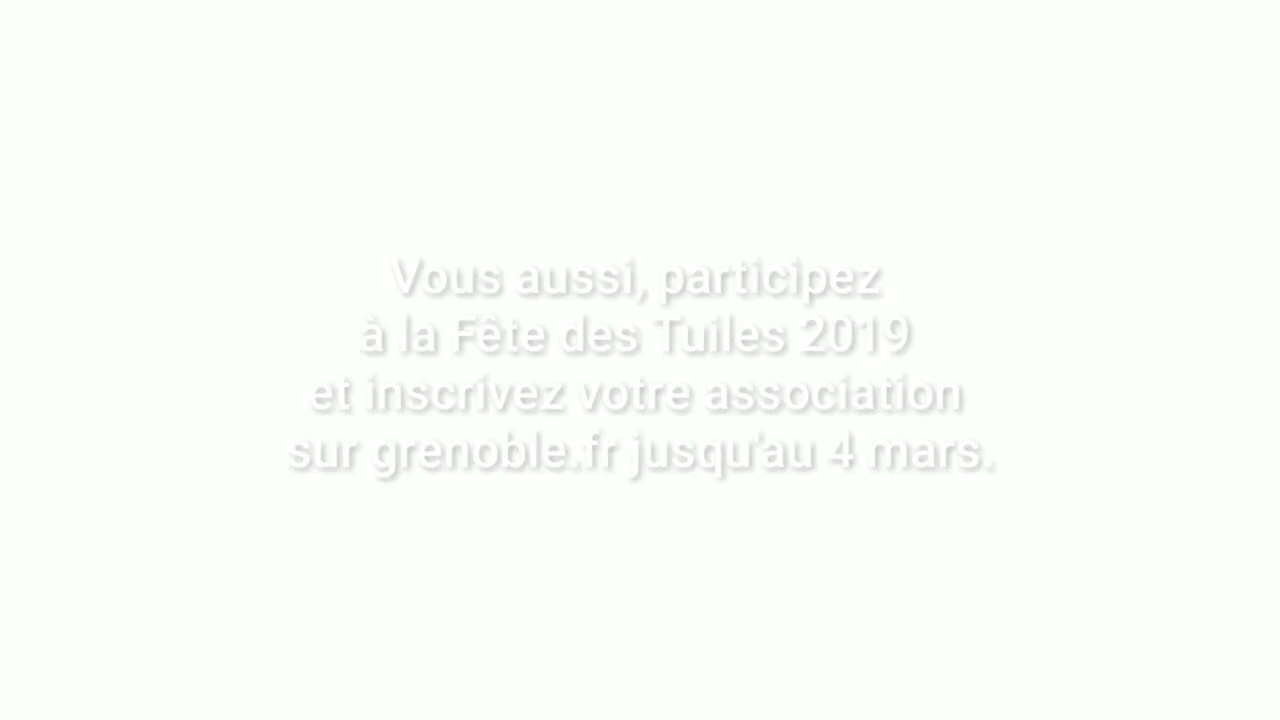 Vous aussi, participez
à la Fête des Tuiles 2019
et inscrivez votre association
sur grenoble.fr jusqu'au 4 mars.